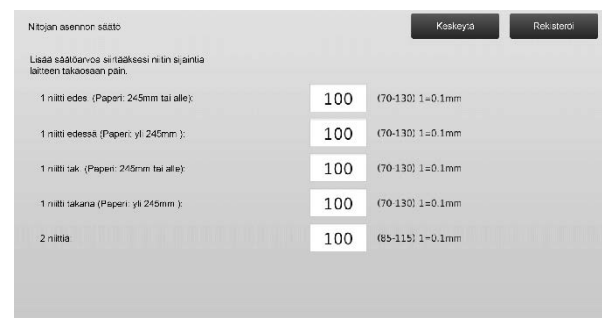 Nitojan asennon säätö
Keskeytä
Rekisteröi
Lisää säätöarvoa siirtääksesi niitin sijaintia
laitteen takaosaan päin.
1 niitti edes. (Paperi: 245mm tai alle): 100 (70-130) 1=0.1mm
1 niitti edessä (Paperi: yli 245mm ): 100 (70-130) 1=0.1mm
1 niitti tak. (Paperi: 245mm tai alle): 100 (70-130) 1=0.1mm
1 niitti takana (Paperi: yli 245mm ): 100 (70-130) 1=0.1mm
2 niittiä 100 (85-115) 1=0.1mm